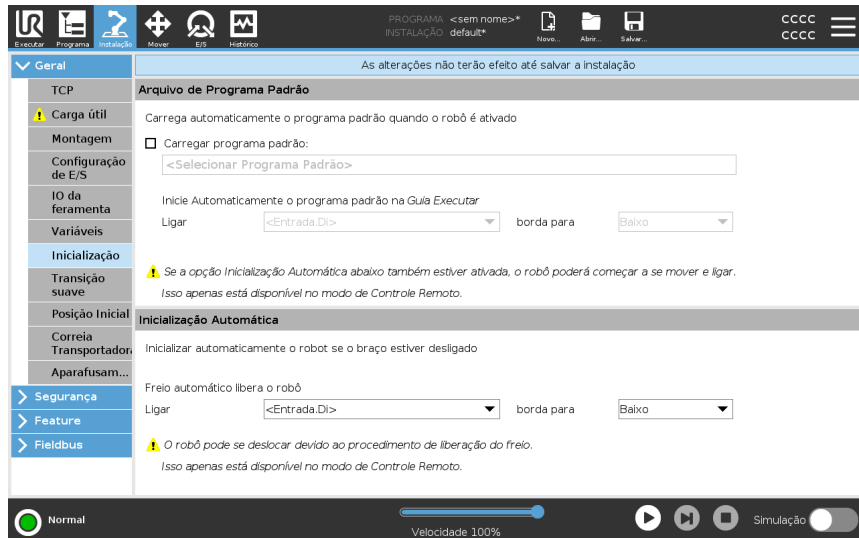 UR
Executar
Programa
Instalação
Mover
E/S
Histórico
PROGRAMA <sem nome>*
INSTALAÇÃO default*
Novo...
Abrir...
Salvar...
CCCC
CCCC
Geral
TCP
Carga útil
Montagem
Configuração
de E/S
IO da
feramenta
Variáveis
Inicialização
Transição
suave
Posição Inicial
Correia
Transportadora
Aparafusam...
Segurança
Feature
Fieldbus
As alterações não terão efeito até salvar a instalação
Arquivo de Programa Padrão
Carrega automaticamente o programa padrão quando o robô é ativado
Carregar programa padrão:
<Selecionar Programa Padrão>
Inicie Automaticamente o programa padrão na Guia Executar
Ligar <Entrada.Di> borda para Baixo
Se a opção Inicialização Automática abaixo também estiver ativada, o robô poderá começar a se mover e ligar.
Isso apenas está disponível no modo de Controle Remoto.
Inicialização Automática
Inicializar automaticamente o robot se o braço estiver desligado
Freio automático libera o robô
Ligar <Entrada.Di> borda para Baixo
O robô pode se deslocar devido ao procedimento de liberação do freio.
Isso apenas está disponível no modo de Controle Remoto.
Normal
Velocidade 100%
Simulação